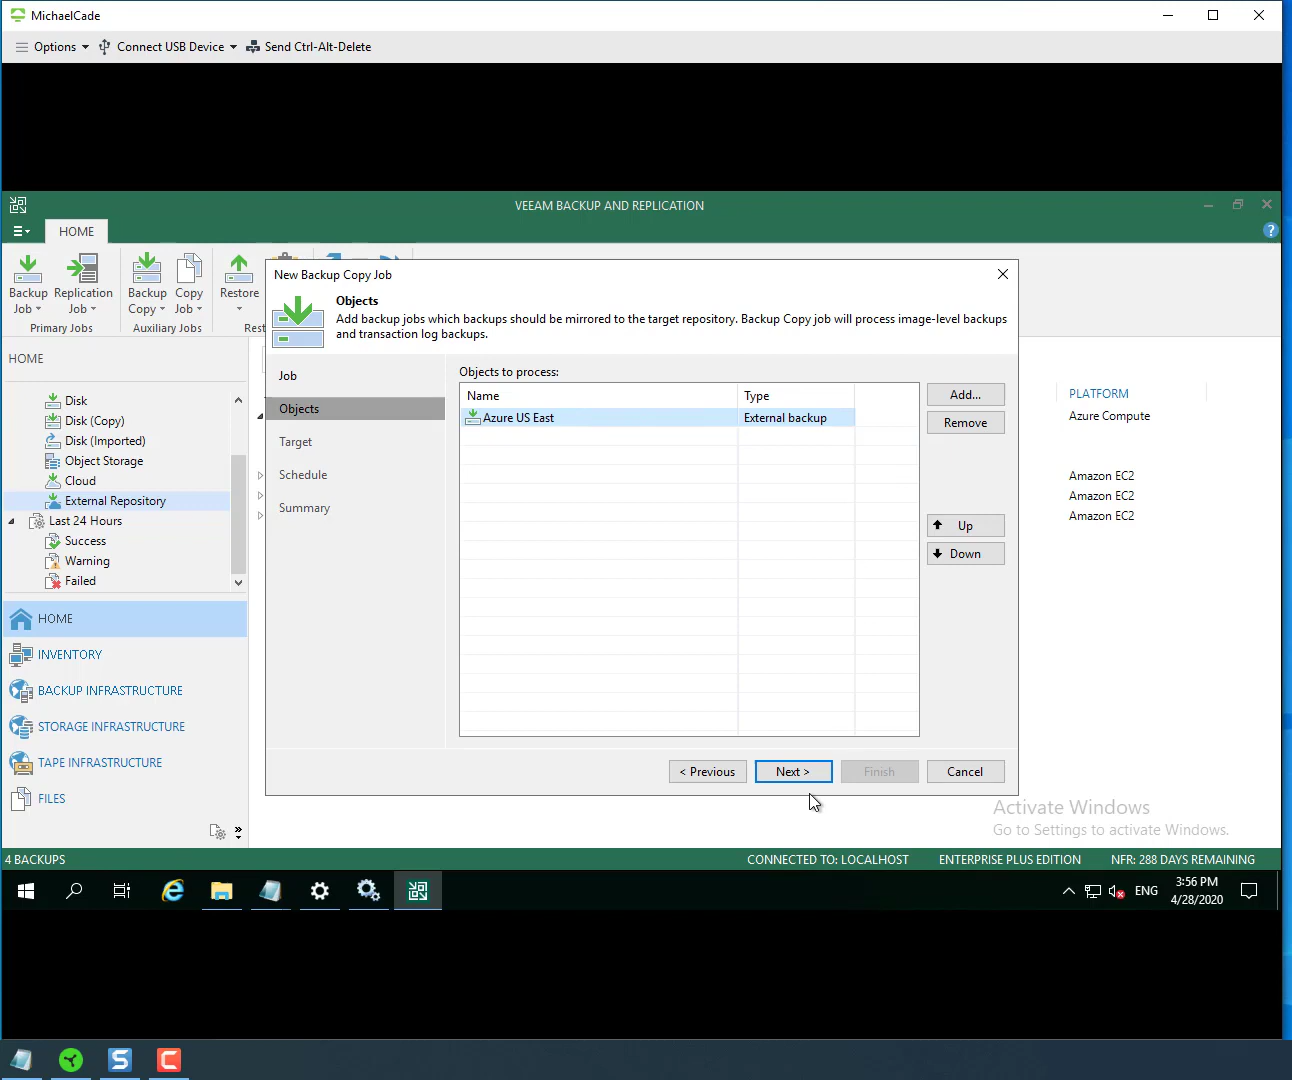 MichaelCade
Options
Connect USB Device
Send Ctrl-Alt-Delete
VEEAM BACKUP AND REPLICATION
HOME
?
Backup
Job
Replication
Job
Backup
Copy
Copy
Job
Restore
Primary Jobs
Auxiliary Jobs
Rest
New Backup Copy Job
Objects
Add backup jobs which backups should be mirrored to the target repository. Backup Copy job will process image-level backups
and transaction log backups.
HOME
Disk
Disk (Copy)
Disk (Imported)
Object Storage
Cloud
External Repository
Last 24 Hours
Success
Warning
Failed
HOME
INVENTORY
BACKUP INFRASTRUCTURE
STORAGE INFRASTRUCTURE
TAPE INFRASTRUCTURE
FILES
Job
Objects
Target
Schedule
Summary
Objects to process:
Name
Type
Azure US East
External backup
Add...
Remove
Up
Down
< Previous
Next >
Finish
Cancel
PLATFORM
Azure Compute
Amazon EC2
Amazon EC2
Amazon EC2
Activate Windows
Go to Settings to activate Windows.
4 BACKUPS
CONNECTED TO: LOCALHOST
ENTERPRISE PLUS EDITION
NFR: 288 DAYS REMAINING
ENG
3:56 PM
4/28/2020
S
C